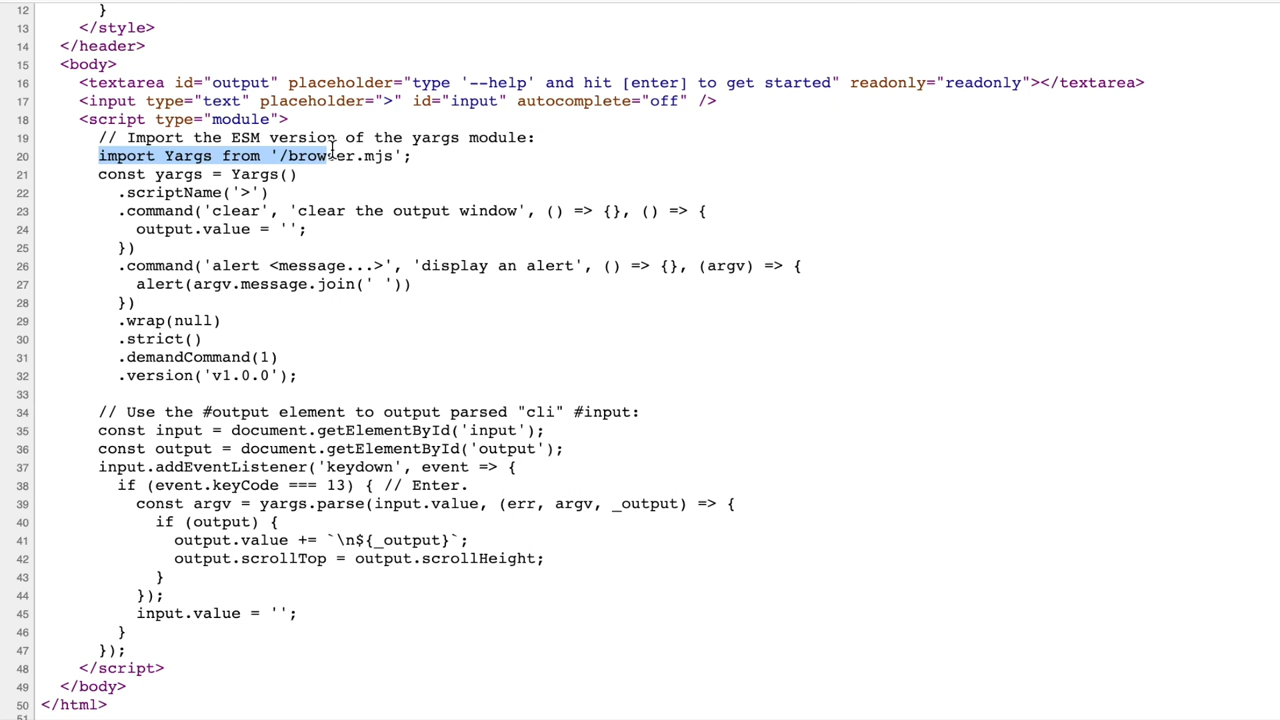 12 }
13 </style>
14 </header>
15 <body>
16 <textarea id="output" placeholder="type '--help' and hit [enter] to get started" readonly="readonly"></textarea>
17 <input type="text" placeholder=">" id="input" autocomplete="off" />
18 <script type="module">
19 // Import the ESM version of the yargs module:
20 import Yargs from '/browser.mjs';
21 const yargs = Yargs()
22 .scriptName('>')
23 .command('clear', 'clear the output window', () => {}, () => {
24 output.value = '';
25 })
26 .command('alert <message...>', 'display an alert', () => {}, (argv) => {
27 alert(argv.message.join(' '))
28 })
29 .wrap(null)
30 .strict()
31 .demandCommand(1)
32 .version('v1.0.0');
33
34 // Use the #output element to output parsed "cli" #input:
35 const input = document.getElementById('input');
36 const output = document.getElementById('output');
37 input.addEventListener('keydown', event => {
38 if (event.keyCode === 13) { // Enter.
39 const argv = yargs.parse(input.value, (err, argv, _output) => {
40 if (output) {
41 output.value += `\n${_output}`;
42 output.scrollTop = output.scrollHeight;
43 }
44 });
45 input.value = '';
46 }
47 });
48 </script>
49 </body>
50 </html>
51